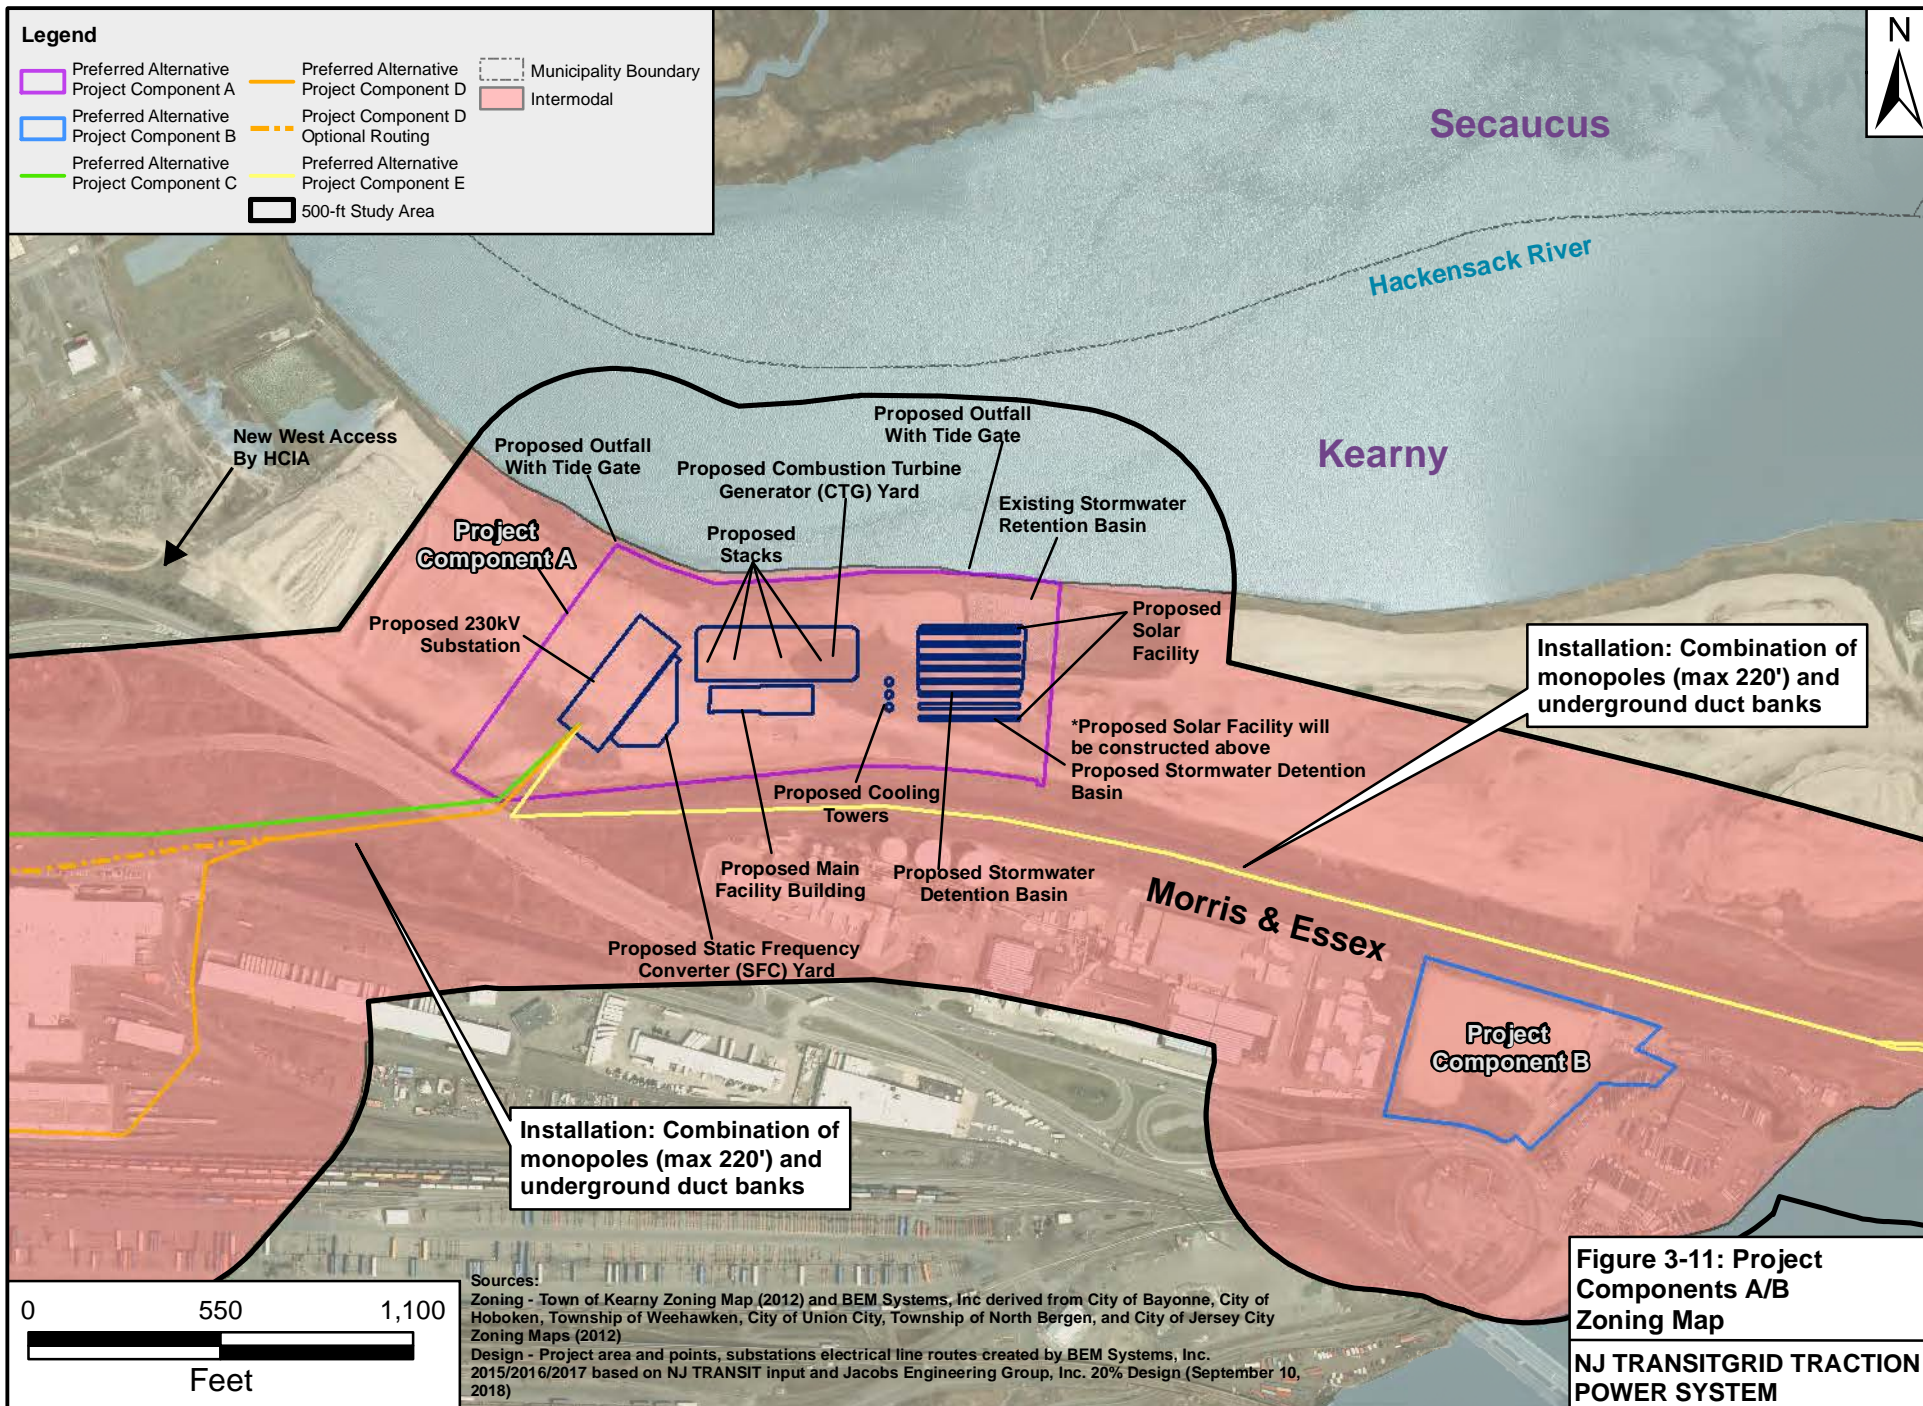 Legend
Preferred Alternative
Project Component A
Preferred Alternative
Project Component B
Preferred Alternative
Project Component C
Preferred Alternative
Project Component D
Project Component D
Optional Routing
Preferred Alternative
Project Component E
500-ft Study Area
Municipality Boundary
Intermodal
N
Secaucus
Hackensack River
Kearny
New West Access
By HCIA
Proposed Outfall
With Tide Gate
Proposed Outfall
With Tide Gate
Proposed Combustion Turbine
Generator (CTG) Yard
Existing Stormwater
Retention Basin
Project
Component A
Proposed
Stacks
Proposed 230kV
Substation
Proposed
Solar
Facility
Installation: Combination of
monopoles (max 220') and
underground duct banks
*Proposed Solar Facility will
be constructed above
Proposed Stormwater Detention
Basin
Proposed Cooling
Towers
Proposed Main
Facility Building
Proposed Stormwater
Detention Basin
Morris & Essex
Proposed Static Frequency
Converter (SFC) Yard
Project
Component B
Installation: Combination of
monopoles (max 220') and
underground duct banks
0 550 1,100
Feet
Sources:
Zoning - Town of Kearny Zoning Map (2012) and BEM Systems, Inc derived from City of Bayonne, City of
Hoboken, Township of Weehawken, City of Union City, Township of North Bergen, and City of Jersey City
Zoning Maps (2012)
Design - Project area and points, substations electrical line routes created by BEM Systems, Inc.
2015/2016/2017 based on NJ TRANSIT input and Jacobs Engineering Group, Inc. 20% Design (September 10,
2018)
Figure 3-11: Project
Components A/B
Zoning Map
NJ TRANSITGRID TRACTION
POWER SYSTEM